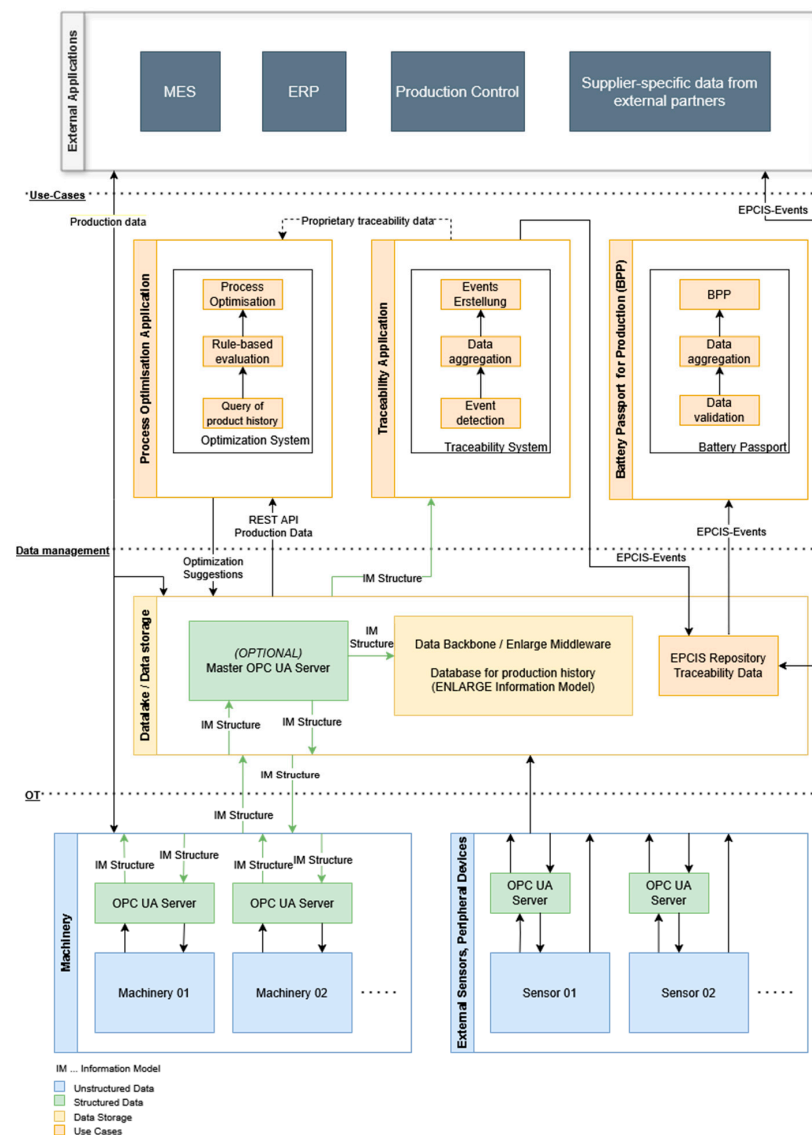 External Applications
MES
ERP
Production Control
Supplier-specific data from
external partners
Use-Cases
Production data
EPCIS-Events
Proprietary traceability data
Process Optimisation Application
Process
Optimisation
Rule-based
evaluation
Query of
product history
Optimization System
Traceability Application
Events
Erstellung
Data
aggregation
Event
detection
Traceability System
Battery Passport for Production (BPP)
BPP
Data
aggregation
Data
validation
Battery Passport
REST API
Production Data
EPCIS-Events
Data management
Optimization
Suggestions
EPCIS-Events
IM Structure
Datalake / Data storage
(OPTIONAL)
Master OPC UA Server
IM
Structure
Data Backbone / Enlarge Middleware
Database for production history
(ENLARGE Information Model)
EPCIS Repository
Traceability Data
IM Structure
IM Structure
IM Structure
OT
IM Structure
Machinery
IM Structure
IM Structure
IM Structure
IM Structure
OPC UA Server
OPC UA Server
Machinery 01
Machinery 02
.....
External Sensors, Peripheral Devices
OPC UA
Server
OPC UA
Server
Sensor 01
Sensor 02
.....
IM ... Information Model
Unstructured Data
Structured Data
Data Storage
Use Cases